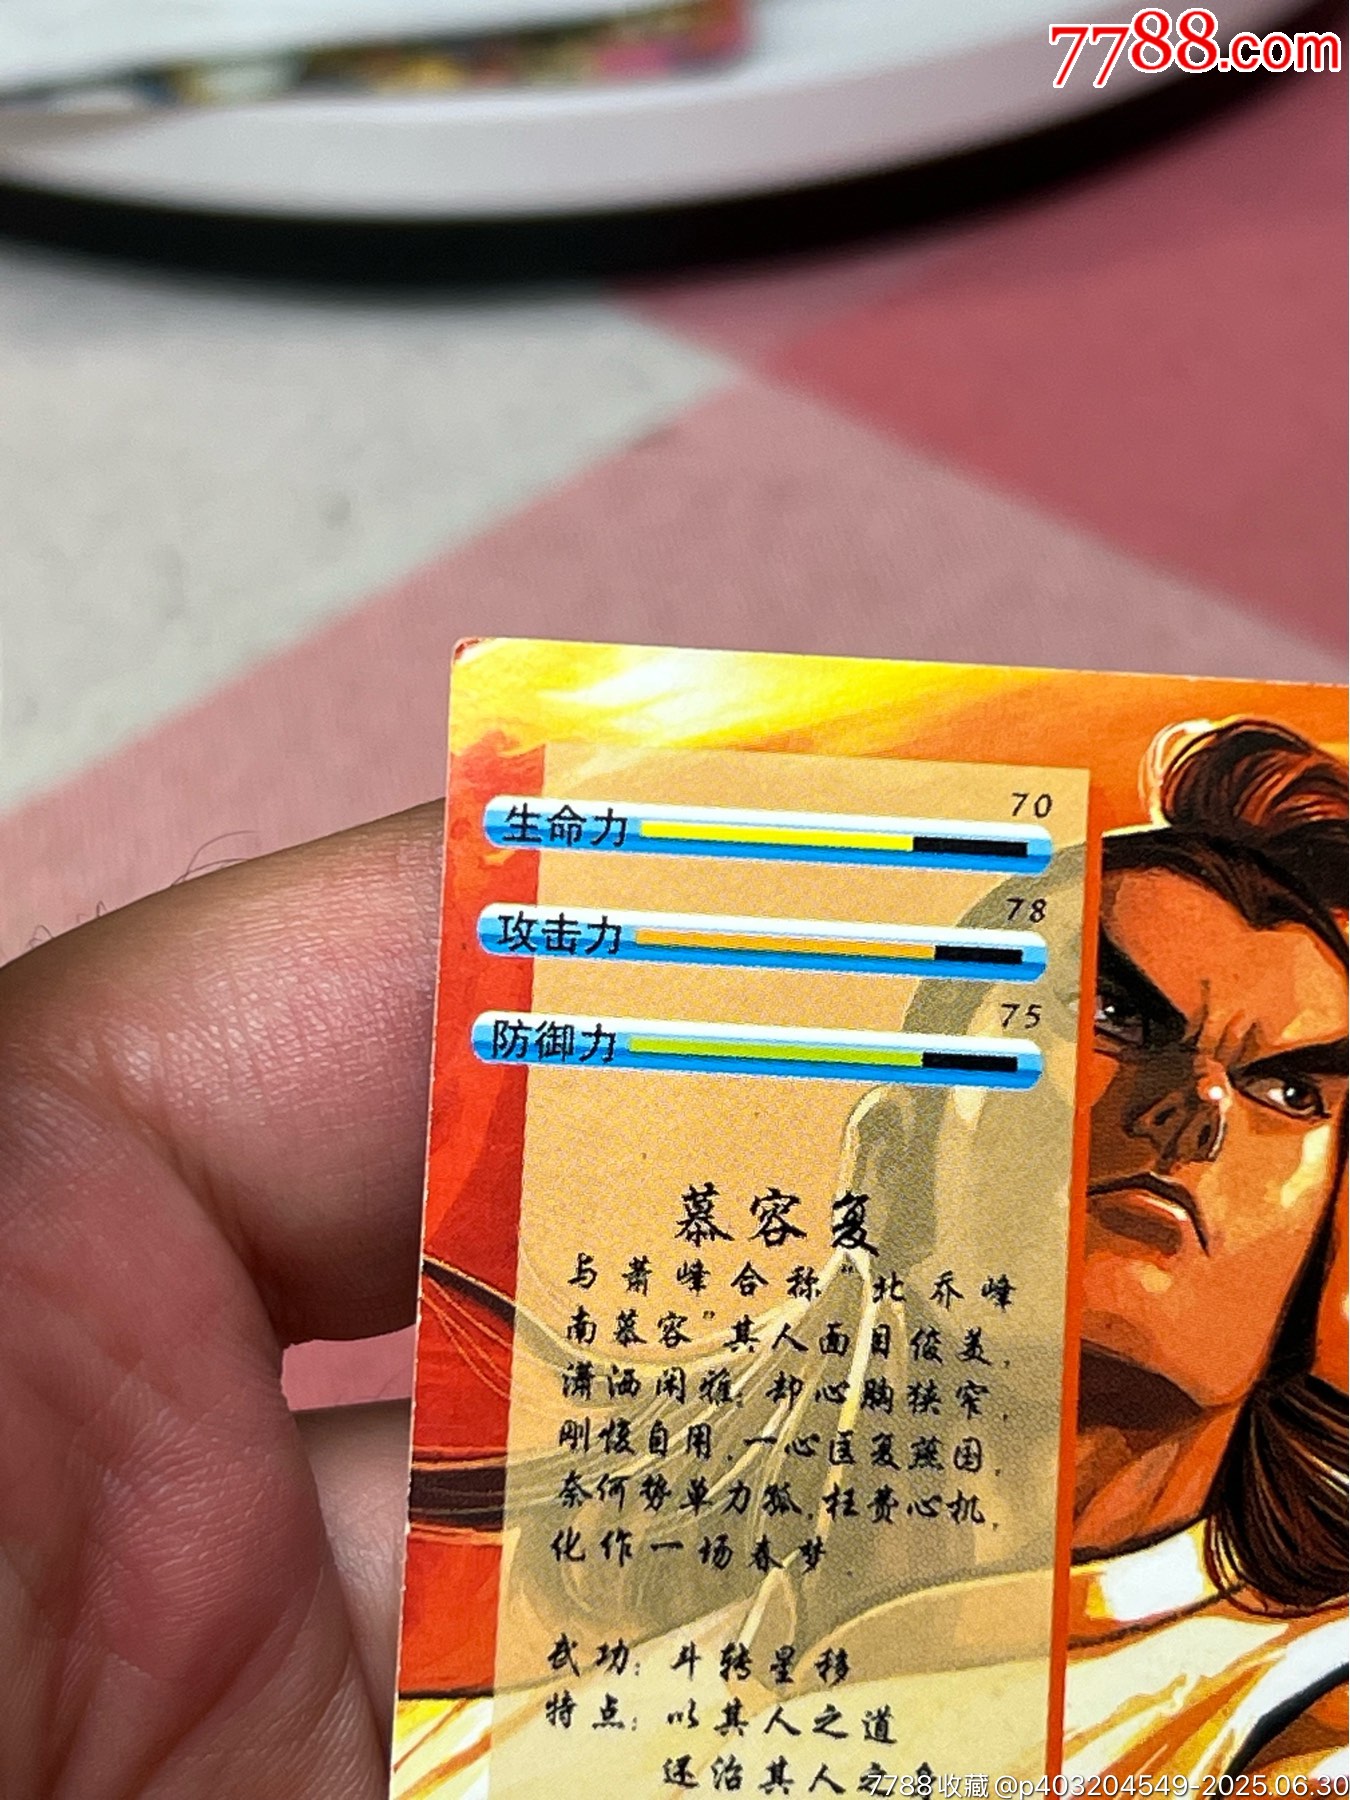 7788.com
生命力 70
攻击力 78
防御力 75
慕容复
与萧峰合称"北乔峰
南慕容"其人面目俊美,
潇洒闲雅,却心胸狭窄,
刚愎自用,一心匡复燕国,
奈何势单力孤,枉费心机,
化作一场春梦.
武功:斗转星移
特点:以其人之道
还治其人之身
7788收藏@p403204549-2025.06.30